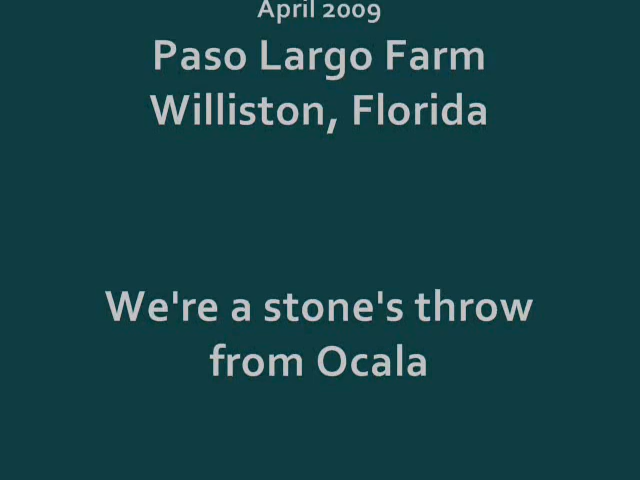 April 2009
Paso Largo Farm
Williston, Florida
We're a stone's throw
from Ocala